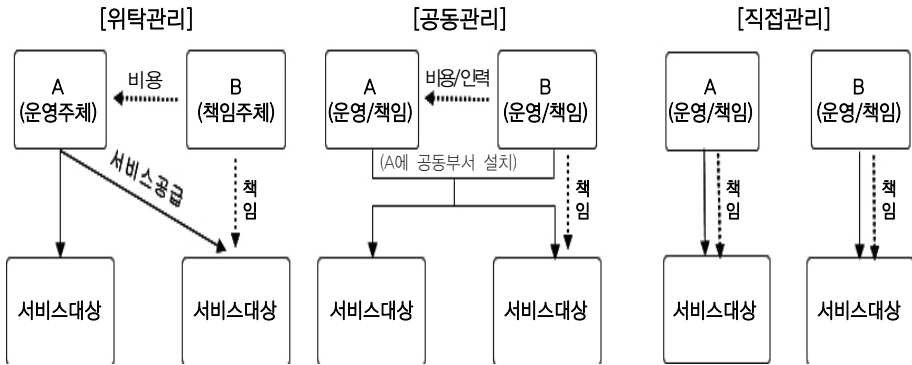 [위탁관리]
A
(운영주체)
비용
B
(책임주체)
서비스공급
책
임
서비스대상
서비스대상
[공동관리]
A
(운영/책임)
비용/인력
B
(운영/책임)
(A에 공동부서 설치)
책
임
서비스대상
서비스대상
[직접관리]
A
(운영/책임)
B
(운영/책임)
책
임
책
임
서비스대상
서비스대상